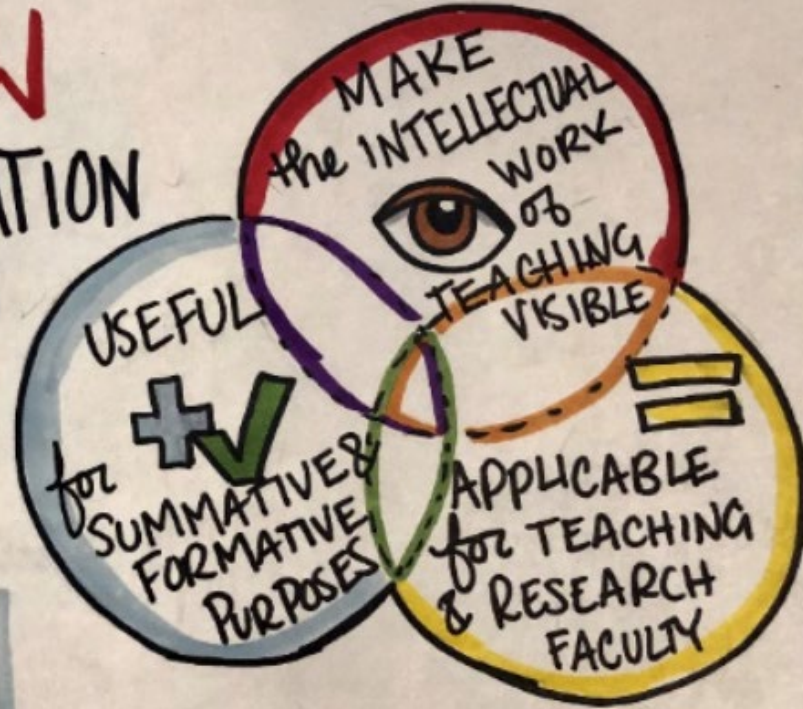 TION
MAKE
the INTELLECTUAL
WORK
of
TEACHING
VISIBLE
USEFUL
for
SUMMATIVE &
FORMATIVE
PURPOSES
APPLICABLE
for TEACHING
& RESEARCH
FACULTY